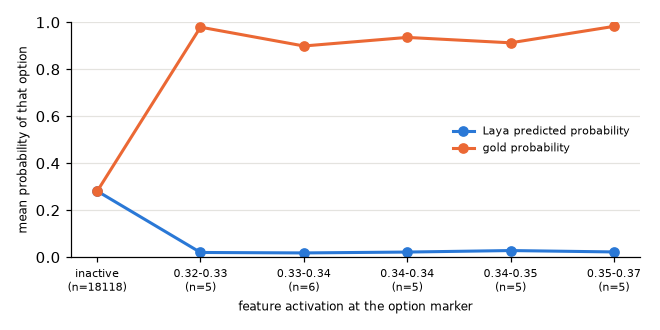 1.0
0.8
0.6
0.4
0.2
0.0
mean probability of that option
Laya predicted probability
gold probability
inactive 0.32-0.33 0.33-0.34 0.34-0.34 0.34-0.35 0.35-0.37
(n=18118) (n=5) (n=6) (n=5) (n=5) (n=5)
feature activation at the option marker